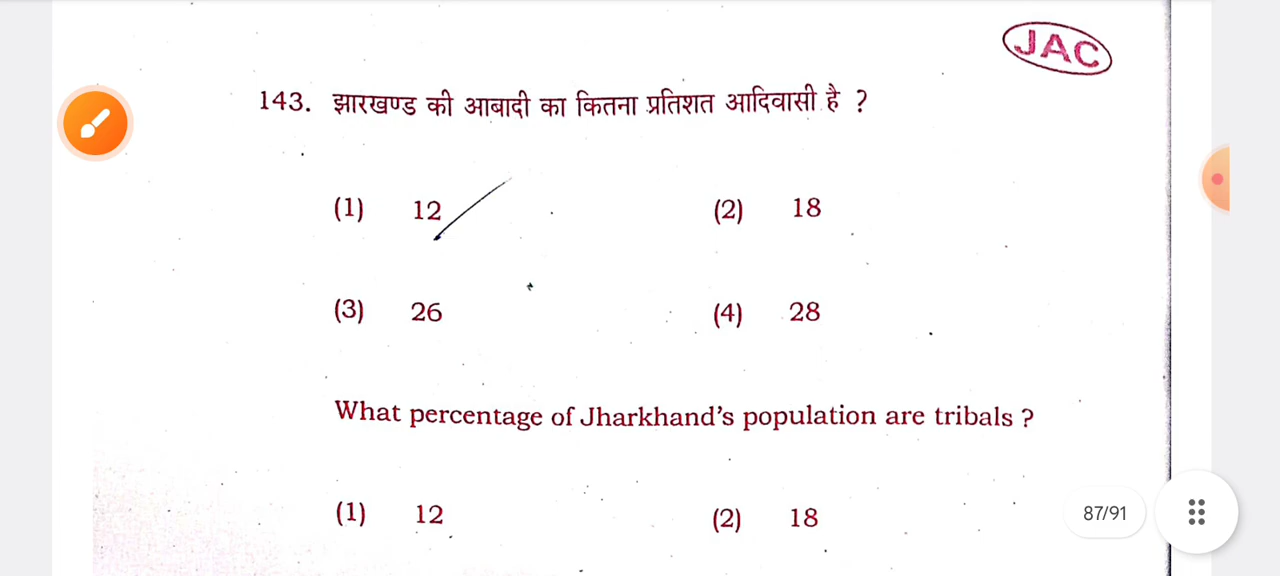 JAC
143. झारखण्ड की आबादी का कितना प्रतिशत आदिवासी है ?
(1) 12 (2) 18
(3) 26 (4) 28
What percentage of Jharkhand's population are tribals ?
(1) 12 (2) 18
87/91